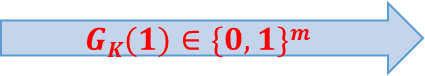 G_K(1) ∈ {0, 1}^m